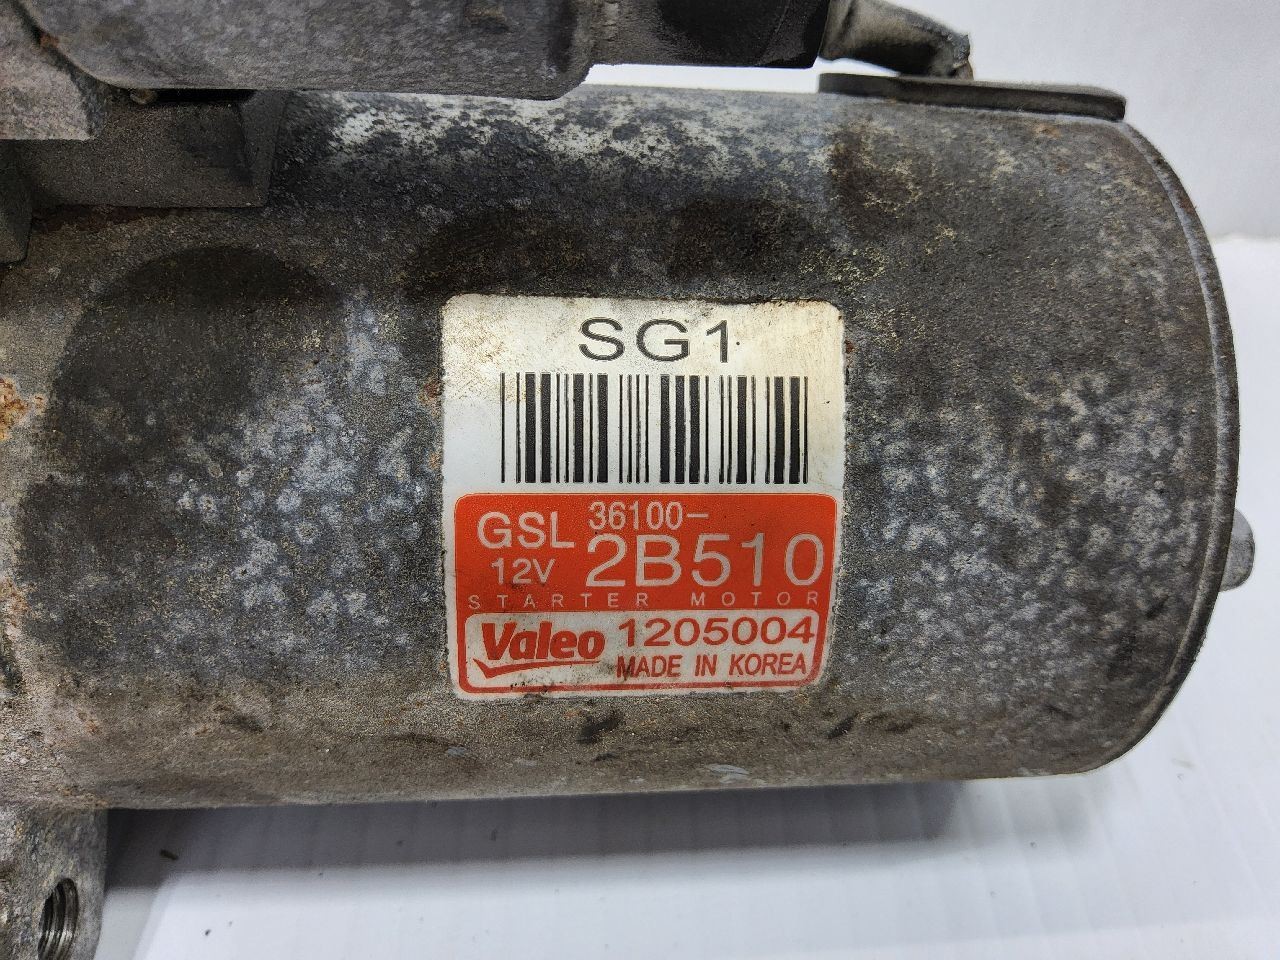 SG1
GSL 36100-
12V 2B510
STARTER MOTOR
Valeo 1205004
MADE IN KOREA